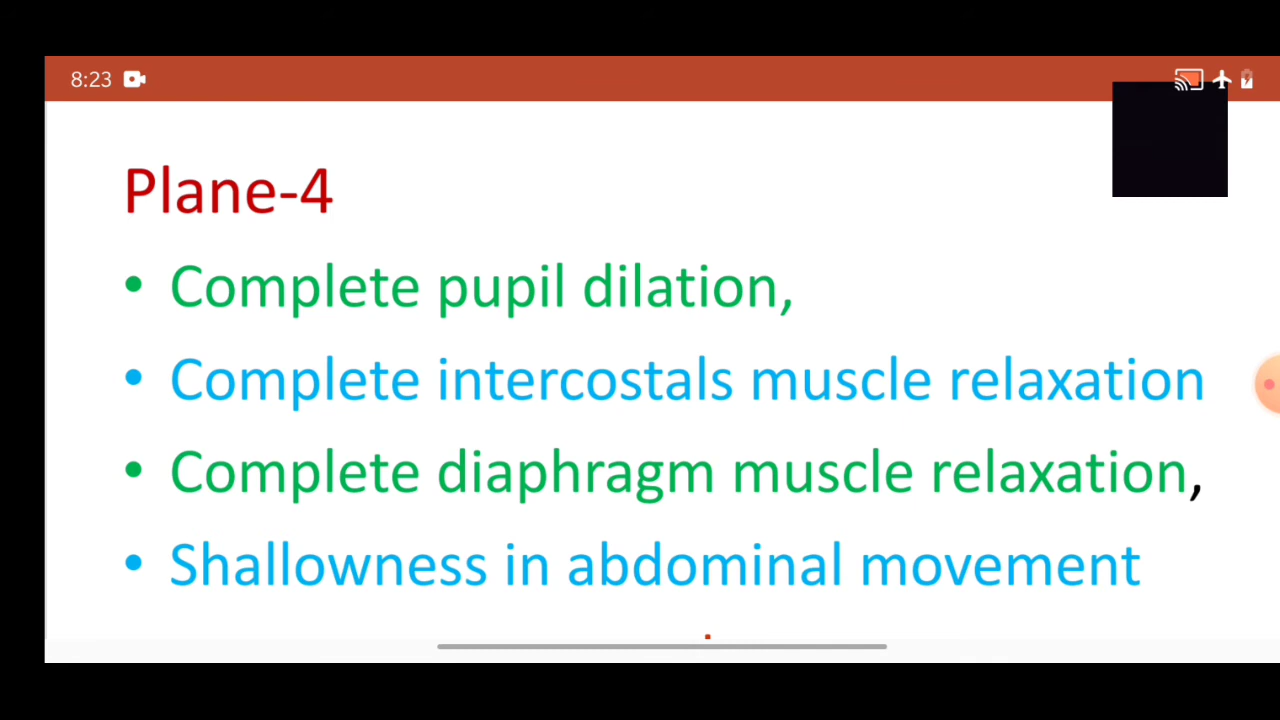 8:23
Plane-4
• Complete pupil dilation,
• Complete intercostals muscle relaxation
• Complete diaphragm muscle relaxation,
• Shallowness in abdominal movement